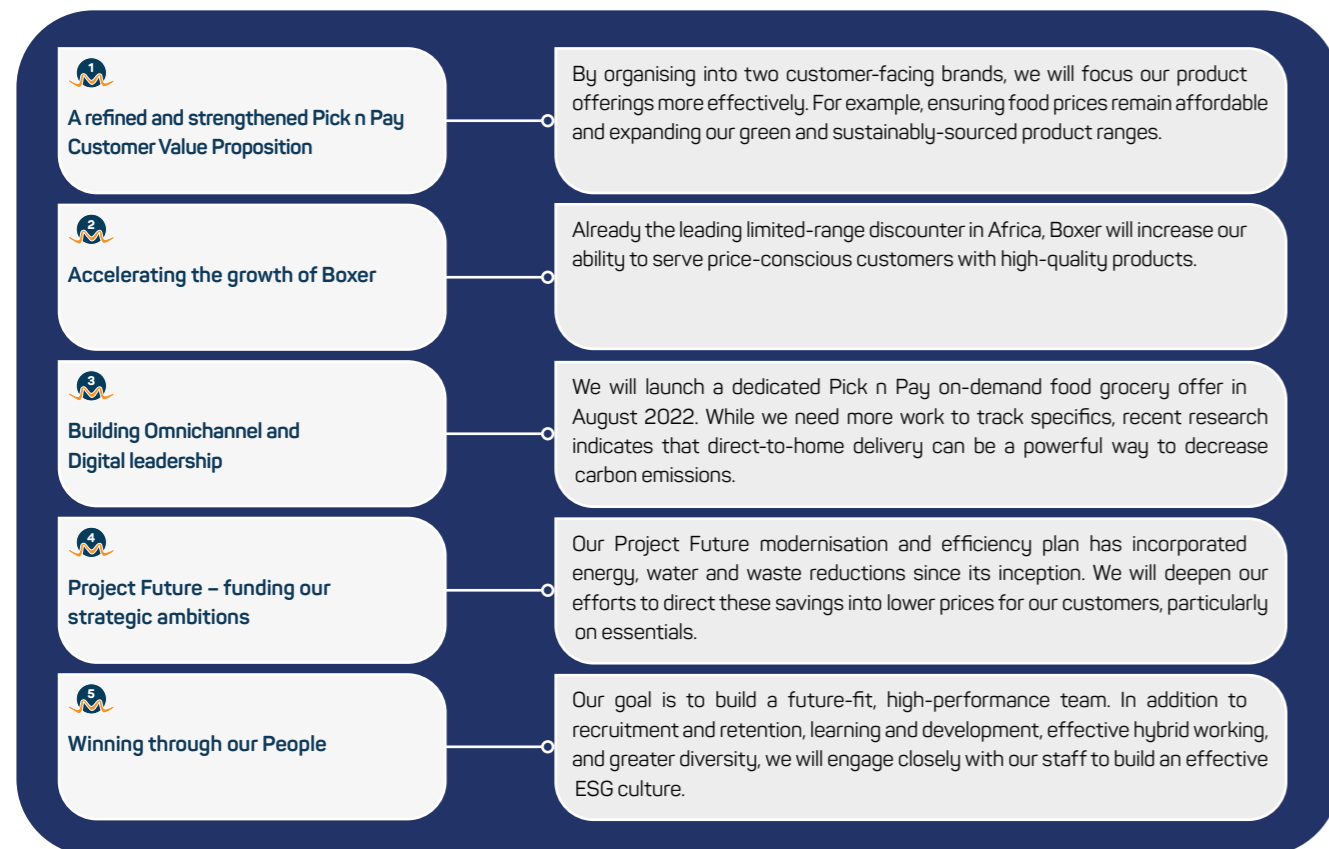 1
A refined and strengthened Pick n Pay
Customer Value Proposition
By organising into two customer-facing brands, we will focus our product
offerings more effectively. For example, ensuring food prices remain affordable
and expanding our green and sustainably-sourced product ranges.
2
Accelerating the growth of Boxer
Already the leading limited-range discounter in Africa, Boxer will increase our
ability to serve price-conscious customers with high-quality products.
3
Building Omnichannel and
Digital leadership
We will launch a dedicated Pick n Pay on-demand food grocery offer in
August 2022. While we need more work to track specifics, recent research
indicates that direct-to-home delivery can be a powerful way to decrease
carbon emissions.
4
Project Future – funding our
strategic ambitions
Our Project Future modernisation and efficiency plan has incorporated
energy, water and waste reductions since its inception. We will deepen our
efforts to direct these savings into lower prices for our customers, particularly
on essentials.
5
Winning through our People
Our goal is to build a future-fit, high-performance team. In addition to
recruitment and retention, learning and development, effective hybrid working,
and greater diversity, we will engage closely with our staff to build an effective
ESG culture.